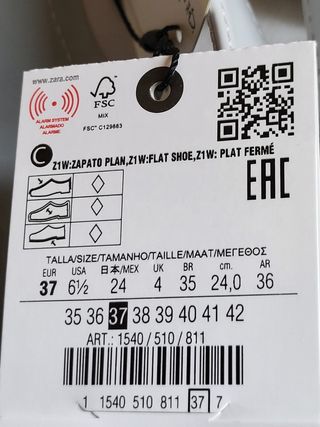 www.zara.com
FSC
MIX
FSC® C129863
ALARM SYSTEM
ALARMADO
ALARME
C Z1W:ZAPATO PLAN,Z1W:FLAT SHOE,Z1W: PLAT FERMÉ
EAC
TALLA/SIZE/TAMANHO/TAILLE/MAAT/ΜΕΓΕΘΟΣ
EUR USA 日本/MEX UK BR cm. AR
37 6½ 24 4 35 24,0 36
35 36 37 38 39 40 41 42
ART.: 1540 / 510 / 811
1 1540 510 811 37 7